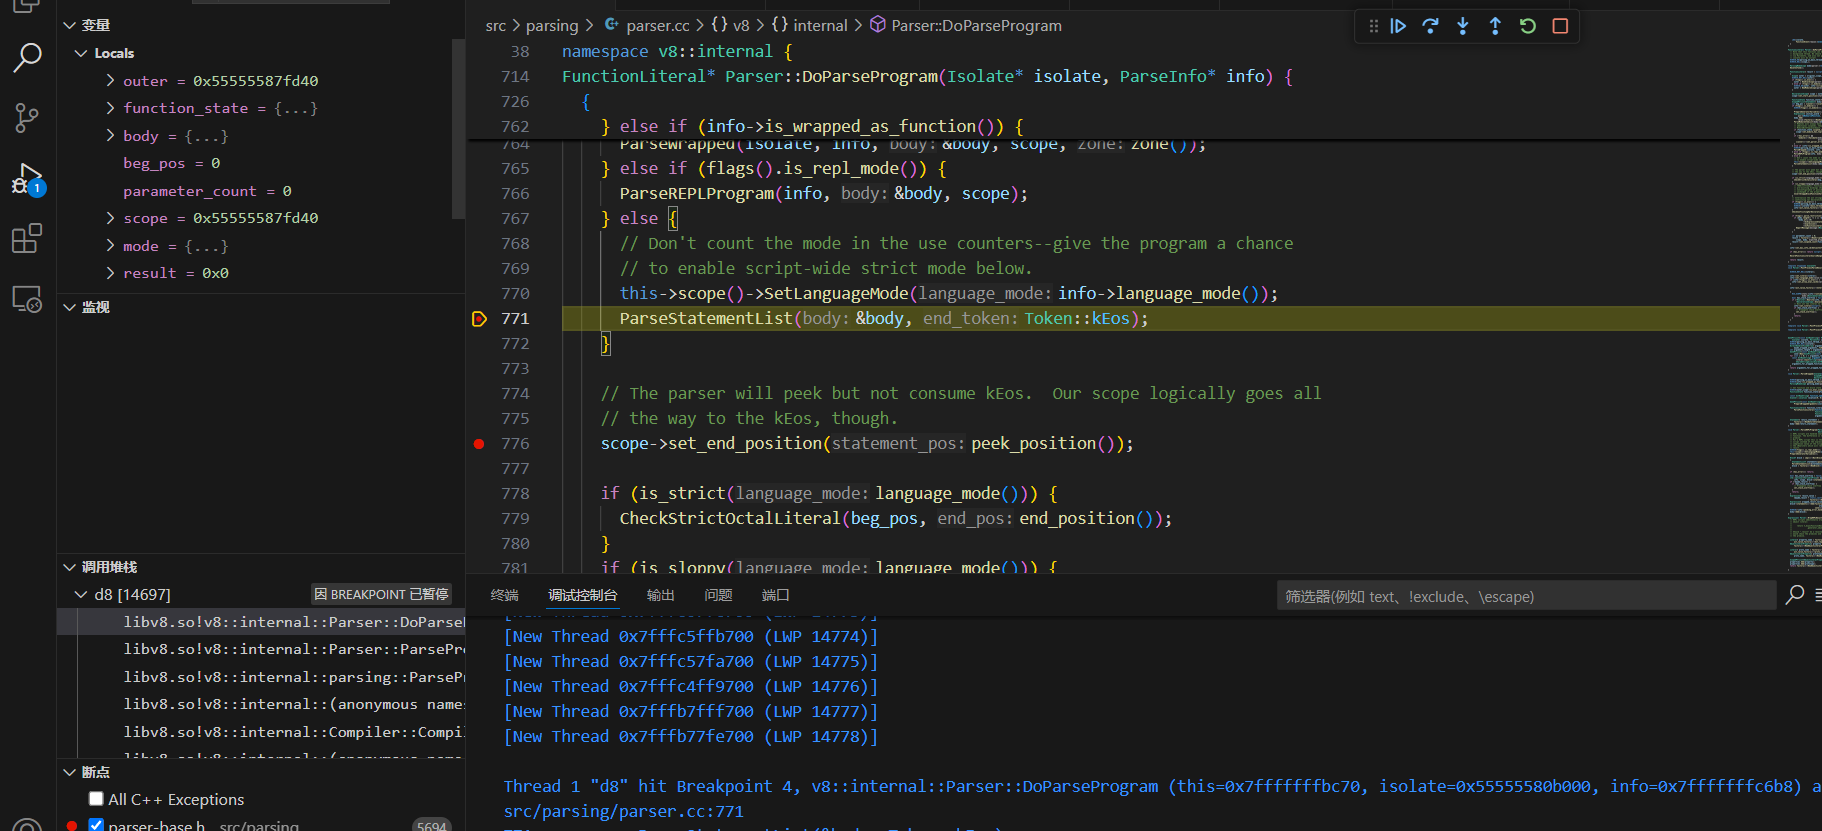 变量
Locals
outer = 0x55555587fd40
function_state = {...}
body = {...}
beg_pos = 0
parameter_count = 0
scope = 0x55555587fd40
mode = {...}
result = 0x0
监视
调用堆栈
d8 [14697] 因 BREAKPOINT 已暂停
libv8.so!v8::internal::Parser::DoParse
libv8.so!v8::internal::Parser::ParsePr
libv8.so!v8::internal::parsing::ParseP
libv8.so!v8::internal::(anonymous name
libv8.so!v8::internal::Compiler::Compi
断点
All C++ Exceptions
parser-base.h src/parsing 5694
1
src > parsing > parser.cc > {} v8 > {} internal > Parser::DoParseProgram
38 namespace v8::internal {
714 FunctionLiteral* Parser::DoParseProgram(Isolate* isolate, ParseInfo* info) {
726 {
762 } else if (info->is_wrapped_as_function()) {
764 ParseWrapped(isolate, info, body: &body, scope, zone: zone());
765 } else if (flags().is_repl_mode()) {
766 ParseREPLProgram(info, body: &body, scope);
767 } else {
768 // Don't count the mode in the use counters--give the program a chance
769 // to enable script-wide strict mode below.
770 this->scope()->SetLanguageMode(language_mode: info->language_mode());
771 ParseStatementList(body: &body, end_token: Token::kEos);
772 }
773
774 // The parser will peek but not consume kEos.  Our scope logically goes all
775 // the way to the kEos, though.
776 scope->set_end_position(statement_pos: peek_position());
777
778 if (is_strict(language_mode: language_mode())) {
779 CheckStrictOctalLiteral(beg_pos, end_pos: end_position());
780 }
781 if (is_sloppy(language_mode: language_mode())) {
终端 调试控制台 输出 问题 端口 筛选器(例如 text、!exclude、\escape)
[New Thread 0x7fffc5ffb700 (LWP 14774)]
[New Thread 0x7fffc57fa700 (LWP 14775)]
[New Thread 0x7fffc4ff9700 (LWP 14776)]
[New Thread 0x7fffb7fff700 (LWP 14777)]
[New Thread 0x7fffb77fe700 (LWP 14778)]
Thread 1 "d8" hit Breakpoint 4, v8::internal::Parser::DoParseProgram (this=0x7fffffffbc70, isolate=0x55555580b000, info=0x7fffffffc6b8) a
src/parsing/parser.cc:771